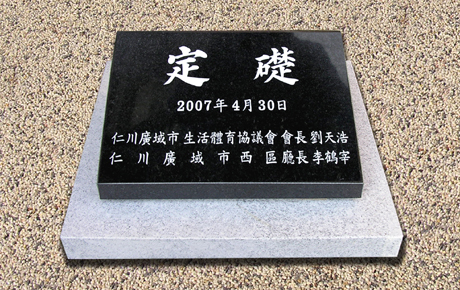 定礎
2007年 4月 30日
仁川廣域市 生活體育協議會 會長 劉天浩
仁川廣域市西區廳長 李鶴宰